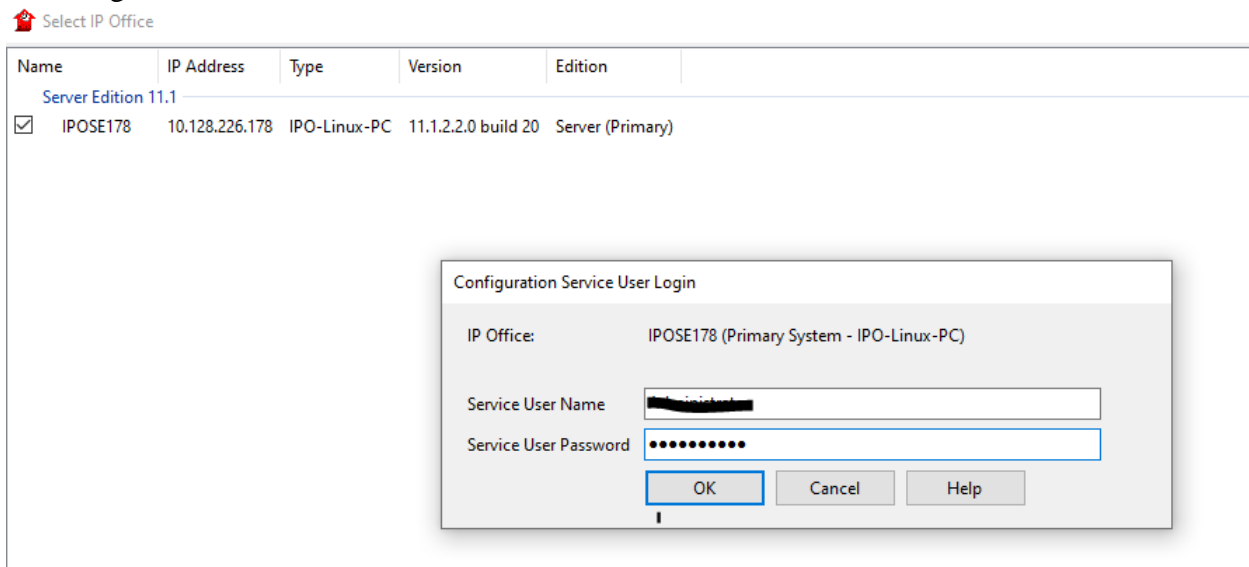 Select IP Office
Name IP Address Type Version Edition
Server Edition 11.1
IPOSE178 10.128.226.178 IPO-Linux-PC 11.1.2.2.0 build 20 Server (Primary)
Configuration Service User Login
IP Office: IPOSE178 (Primary System - IPO-Linux-PC)
Service User Name
Service User Password ●●●●●●●●●●
OK Cancel Help